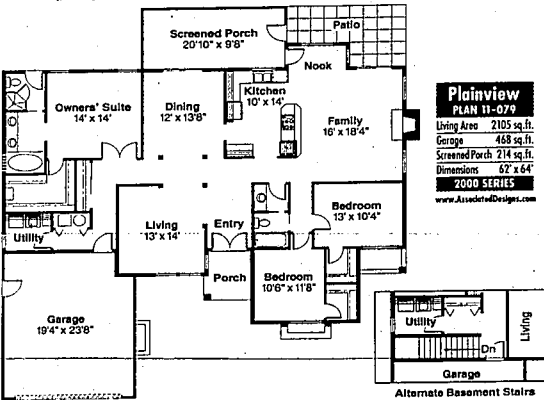 Screened Porch
20'10" x 9'8"
Patio
Nook
Kitchen
10' x 14'
Owners' Suite
14' x 14'
Dining
12' x 13'8"
Family
16' x 18'4"
Plainview
PLAN 11-079
Living Area 2105 sq.ft.
Garage 468 sq.ft.
Screened Porch 214 sq.ft.
Dimensions 62' x 64'
2000 SERIES
www.AssociatedDesigns.com
Bedroom
13' x 10'4"
Living
13' x 14'
Entry
Utility
Porch
Bedroom
10'6" x 11'8"
Garage
19'4" x 23'8"
Utility
Living
Dn
Garage
Alternate Basement Stairs